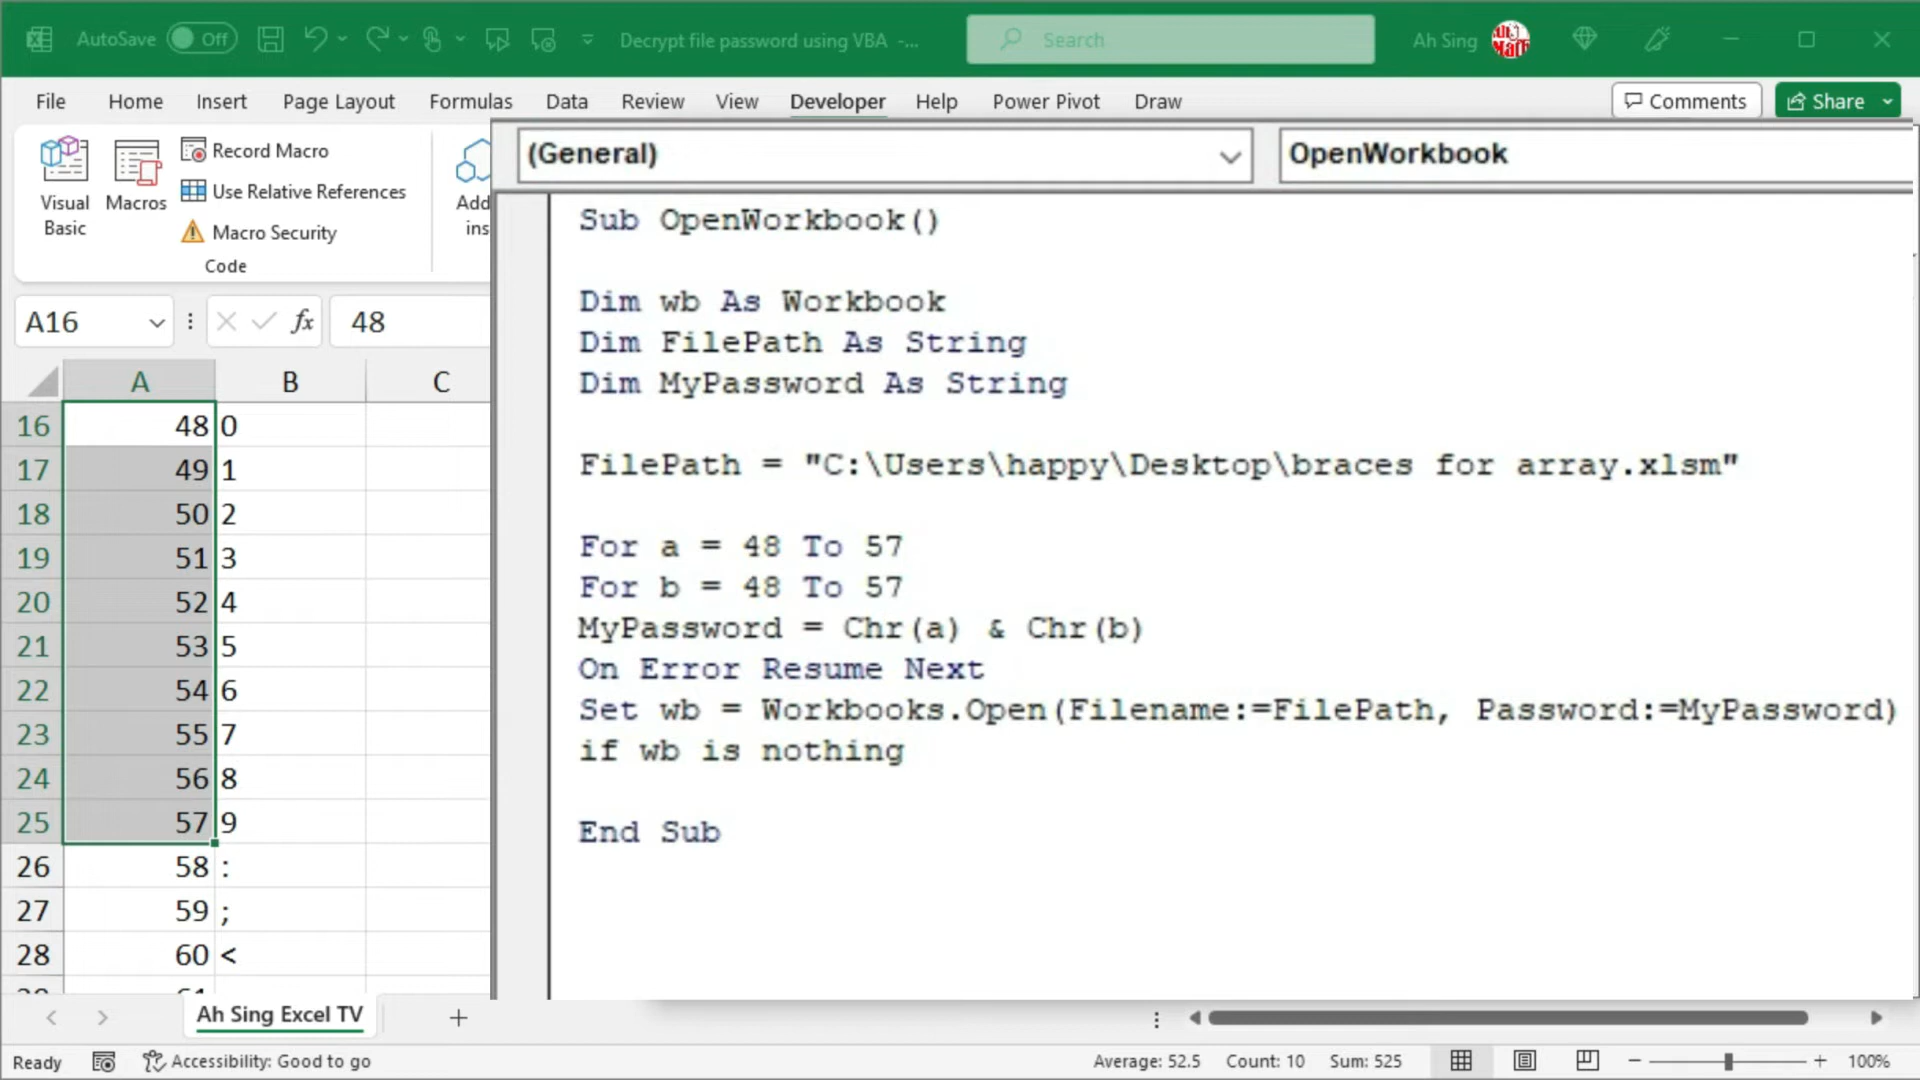 AutoSave Off Decrypt file password using VBA -... Search Ah Sing
File Home Insert Page Layout Formulas Data Review View Developer Help Power Pivot Draw Comments Share
Visual Basic
Macros
Record Macro
Use Relative References
Macro Security
Code
Add-
ins
A16 fx 48
A B C
16 48 0
17 49 1
18 50 2
19 51 3
20 52 4
21 53 5
22 54 6
23 55 7
24 56 8
25 57 9
26 58 :
27 59 ;
28 60 <
(General) OpenWorkbook
Sub OpenWorkbook()
Dim wb As Workbook
Dim FilePath As String
Dim MyPassword As String
FilePath = "C:\Users\happy\Desktop\braces for array.xlsm"
For a = 48 To 57
For b = 48 To 57
MyPassword = Chr(a) & Chr(b)
On Error Resume Next
Set wb = Workbooks.Open(Filename:=FilePath, Password:=MyPassword)
if wb is nothing
End Sub
Ah Sing Excel TV
Ready Accessibility: Good to go Average: 52.5 Count: 10 Sum: 525 100%